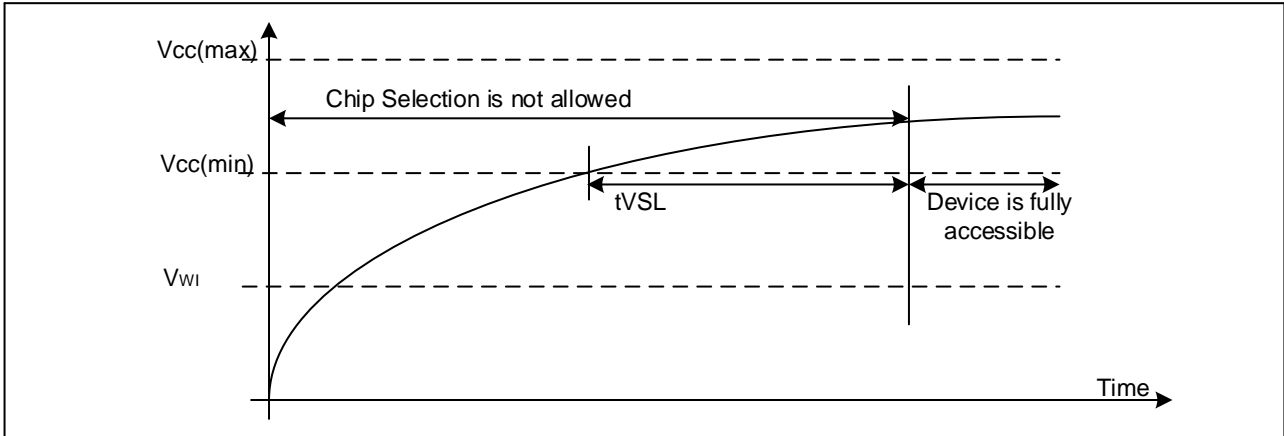 Vcc(max)
Chip Selection is not allowed
Vcc(min)
tVSL
Device is fully
accessible
VWI
Time